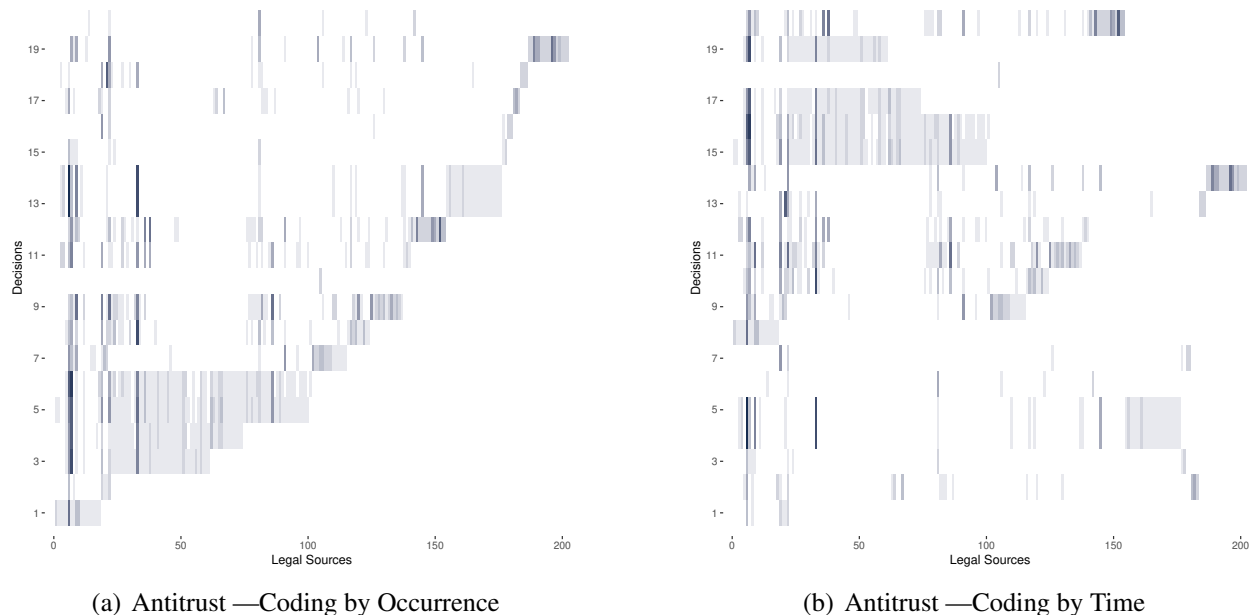 19
17
15
13
11
9
7
5
3
1
Decisions
0 50 100 150 200
Legal Sources
(a) Antitrust —Coding by Occurrence
19
17
15
13
11
9
7
5
3
1
Decisions
0 50 100 150 200
Legal Sources
(b) Antitrust —Coding by Time